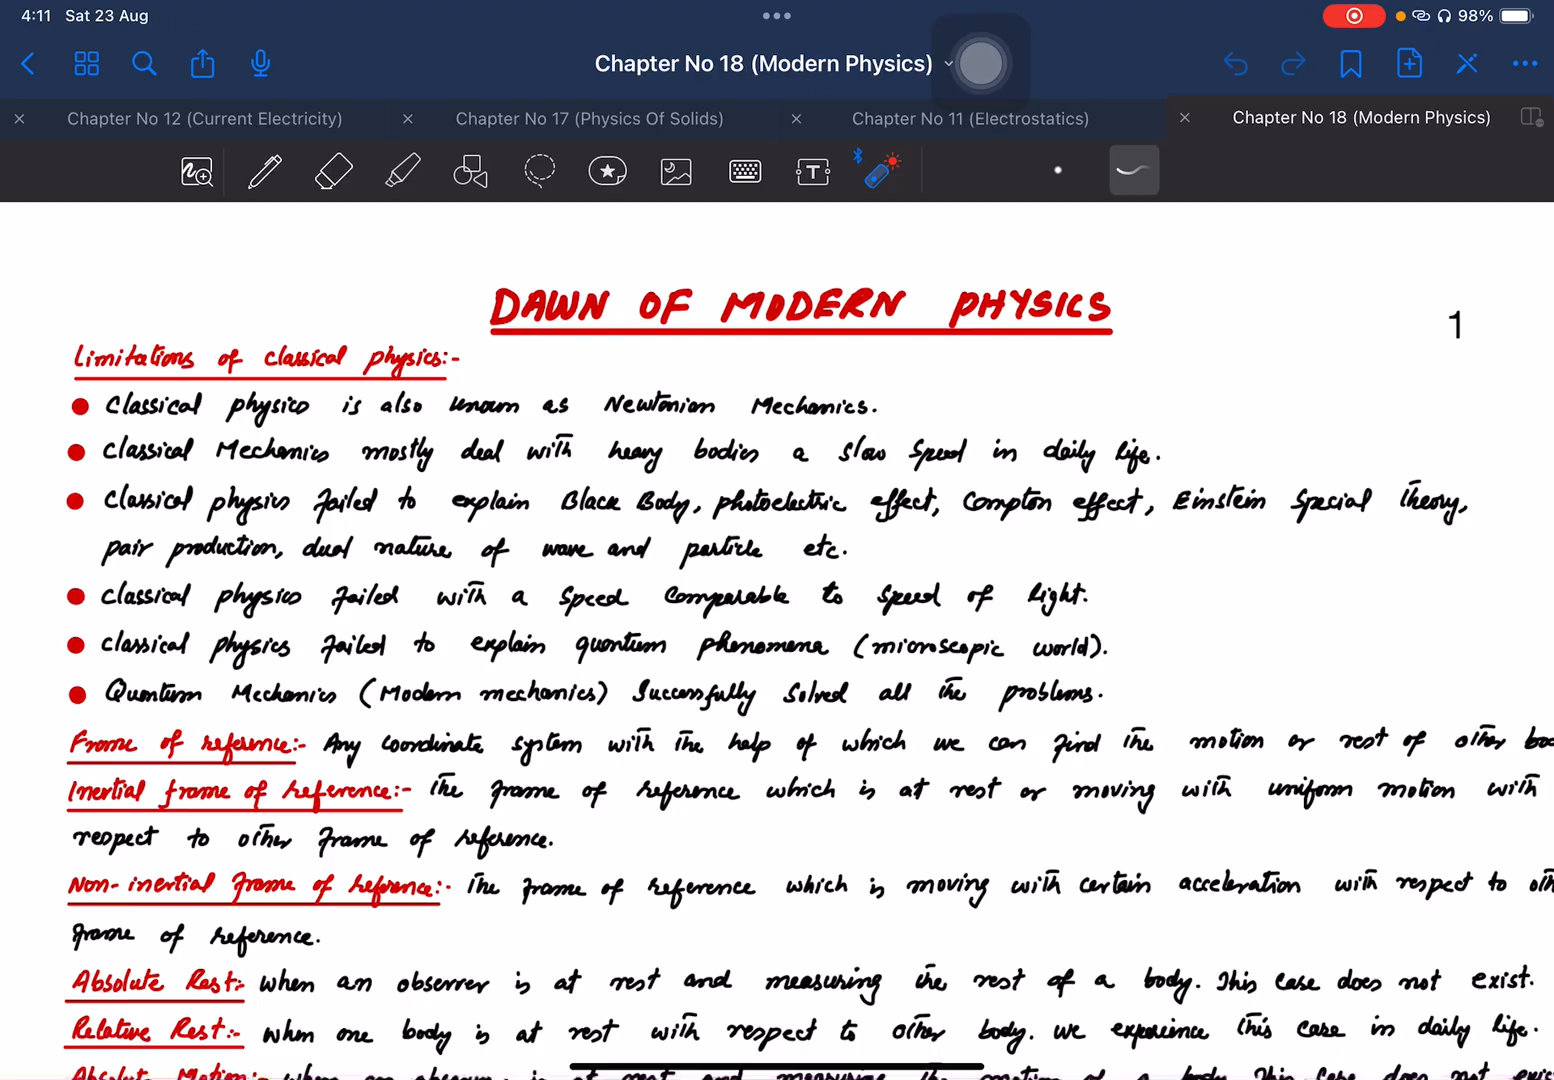 4:11 Sat 23 Aug
98%
Chapter No 18 (Modern Physics)
Chapter No 12 (Current Electricity)
Chapter No 17 (Physics Of Solids)
Chapter No 11 (Electrostatics)
Chapter No 18 (Modern Physics)
DAWN OF MODERN PHYSICS
1
Limitations of classical physics:-
Classical physics is also known as Newtonion Mechanics.
Classical Mechanics mostly deal with heavy bodies a slow speed in daily life.
Classical physics failed to explain Black Body, photoelectric effect, Compton effect, Einstein Special Theory,
pair production, dual nature of wave and particle etc.
Classical physics failed with a speed comparable to speed of light.
classical physics failed to explain quantum phenomena (microscopic world).
Quantum Mechanics (Modern mechanics) Successfully solved all the problems.
Frame of reference:- Any coordinate system with the help of which we can find the motion or rest of other
Inertial frame of reference:- The frame of reference which is at rest or moving with uniform motion with
respect to other frame of reference.
Non-inertial frame of reference:- The frame of reference which is moving with certain acceleration with respect to
frame of reference.
Absolute Rest:- when an observer is at rest and measuring the rest of a body. This case does not exist.
Relative Rest:- when one body is at rest with respect to other body. we experience this case in daily life.
Absolute Motion:-